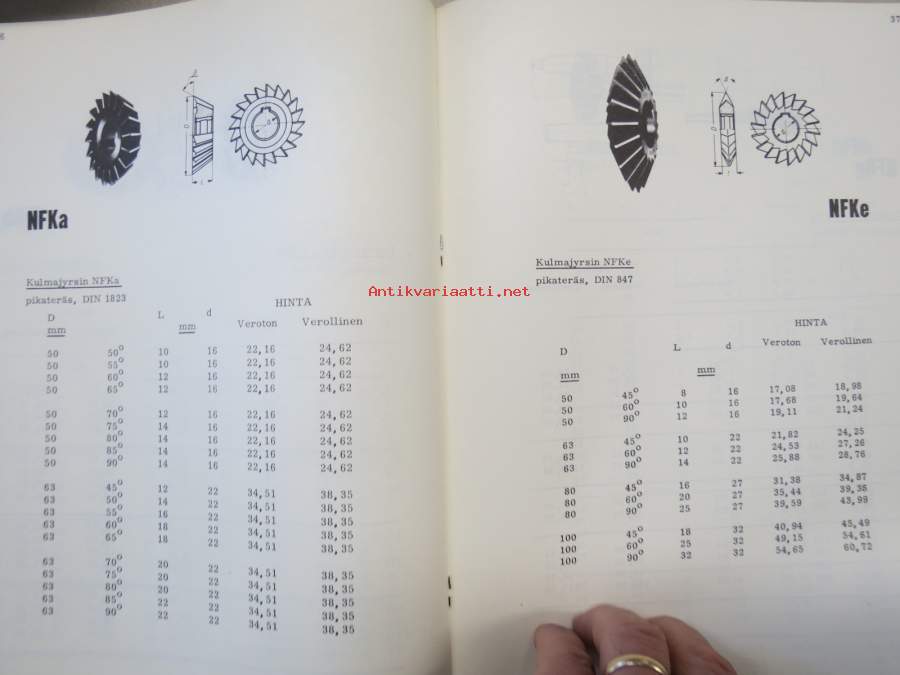 6
NFKa
Kulmajyrsin NFKa
pikateräs, DIN 1823
HINTA
D L d Veroton Verollinen
mm mm
50 50° 10 16 22,16 24,62
50 55° 10 16 22,16 24,62
50 60° 12 16 22,16 24,62
50 65° 12 16 22,16 24,62
50 70° 12 16 22,16 24,62
50 75° 14 16 22,16 24,62
50 80° 14 16 22,16 24,62
50 85° 14 16 22,16 24,62
50 90° 14 16 22,16 24,62
63 45° 12 22 34,51 38,35
63 50° 14 22 34,51 38,35
63 55° 16 22 34,51 38,35
63 60° 18 22 34,51 38,35
63 65° 18 22 34,51 38,35
63 70° 20 22 34,51 38,35
63 75° 20 22 34,51 38,35
63 80° 20 22 34,51 38,35
63 85° 22 22 34,51 38,35
63 90° 22 22 34,51 38,35
37
NFKe
Kulmajyrsin NFKe
pikateräs, DIN 847
HINTA
D L d Veroton Verollinen
mm mm
50 45° 8 16 17,08 18,98
50 60° 10 16 17,68 19,64
50 90° 12 16 19,11 21,24
63 45° 10 22 21,82 24,25
63 60° 12 22 24,53 27,26
63 90° 14 22 25,88 28,76
80 45° 16 27 31,38 34,87
80 60° 20 27 35,44 39,38
80 90° 25 27 39,59 43,99
100 45° 18 32 40,94 45,49
100 60° 25 32 49,15 54,61
100 90° 32 32 54,65 60,72
Antikvariaatti.net